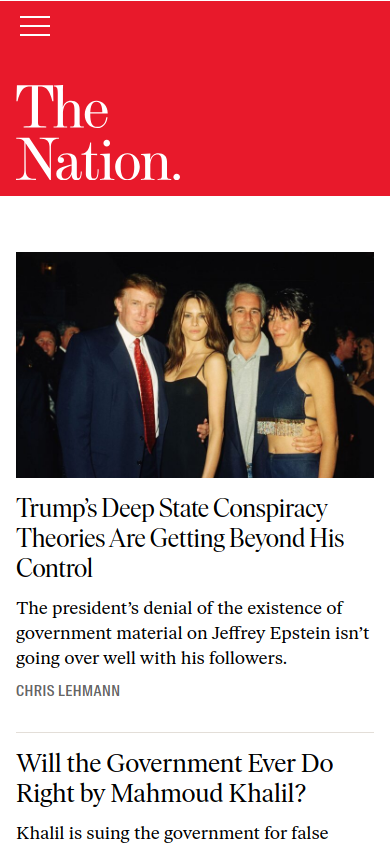 The
Nation.
Trump’s Deep State Conspiracy
Theories Are Getting Beyond His
Control
The president’s denial of the existence of
government material on Jeffrey Epstein isn’t
going over well with his followers.
CHRIS LEHMANN
Will the Government Ever Do
Right by Mahmoud Khalil?
Khalil is suing the government for false